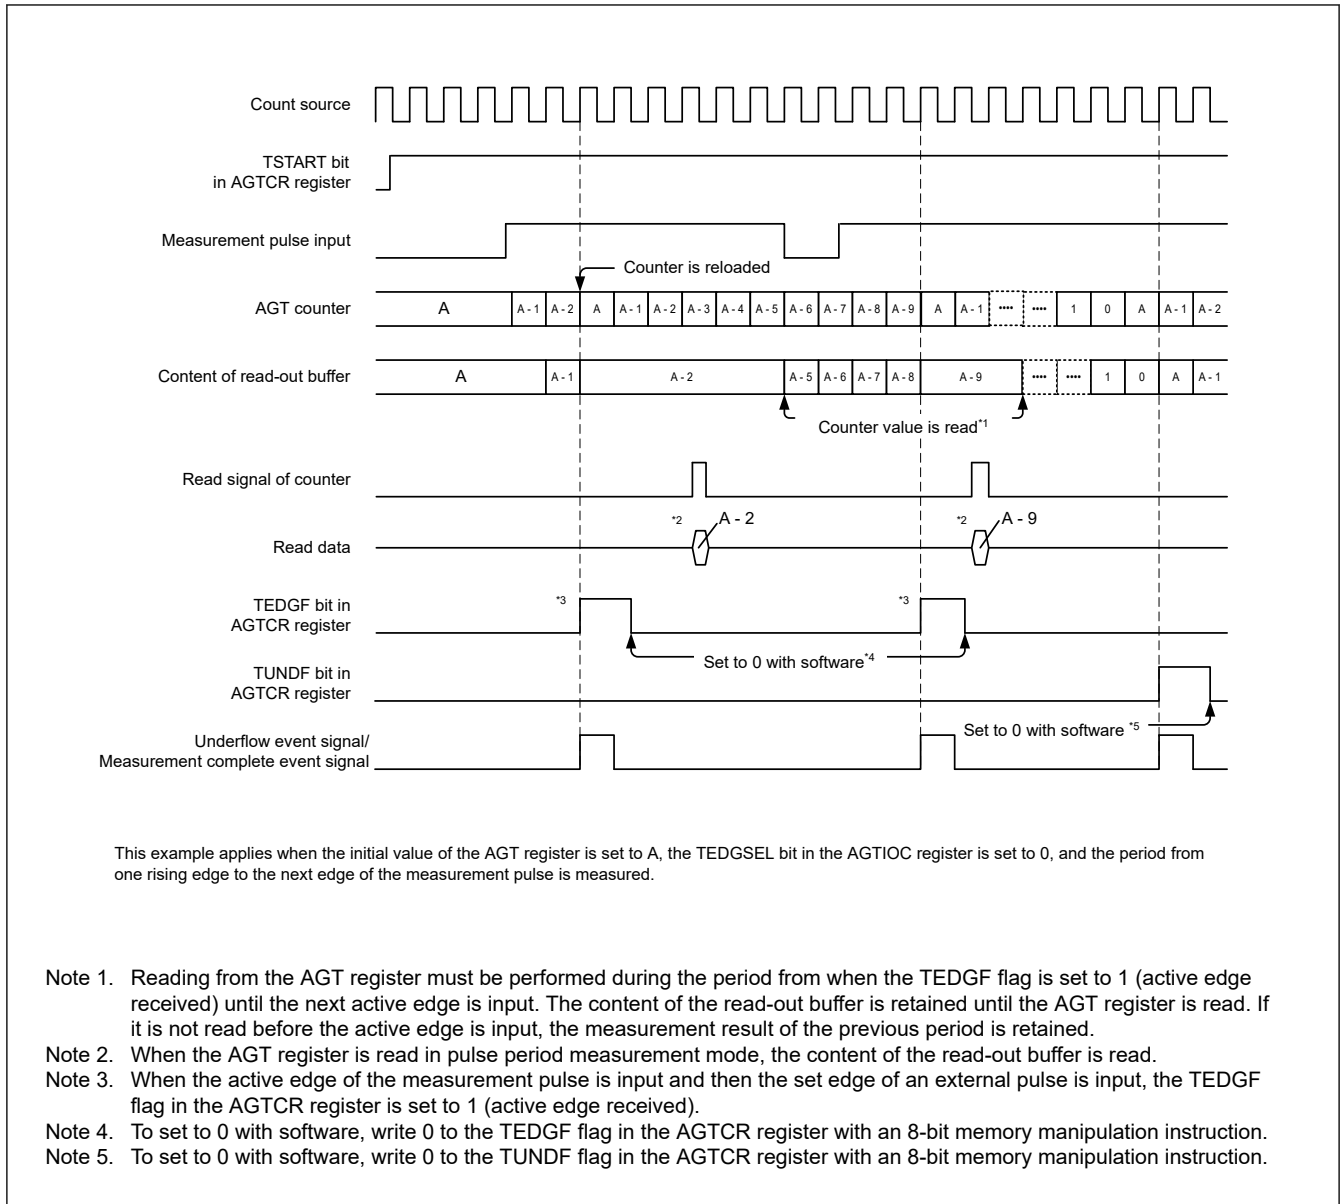 Count source
TSTART bit
in AGTCR register
Measurement pulse input
Counter is reloaded
AGT counter
A A - 1 A - 2 A A - 1 A - 2 A - 3 A - 4 A - 5 A - 6 A - 7 A - 8 A - 9 A A - 1 •••• •••• 1 0 A A - 1 A - 2
Content of read-out buffer
A A - 1 A - 2 A - 5 A - 6 A - 7 A - 8 A - 9 •••• •••• 1 0 A A - 1
Counter value is read*1
Read signal of counter
*2 A - 2 *2 A - 9
Read data
TEDGF bit in
AGTCR register
*3 *3
Set to 0 with software*4
TUNDF bit in
AGTCR register
Set to 0 with software *5
Underflow event signal/
Measurement complete event signal
This example applies when the initial value of the AGT register is set to A, the TEDGSEL bit in the AGTIOC register is set to 0, and the period from
one rising edge to the next edge of the measurement pulse is measured.
Note 1. Reading from the AGT register must be performed during the period from when the TEDGF flag is set to 1 (active edge
received) until the next active edge is input. The content of the read-out buffer is retained until the AGT register is read. If
it is not read before the active edge is input, the measurement result of the previous period is retained.
Note 2. When the AGT register is read in pulse period measurement mode, the content of the read-out buffer is read.
Note 3. When the active edge of the measurement pulse is input and then the set edge of an external pulse is input, the TEDGF
flag in the AGTCR register is set to 1 (active edge received).
Note 4. To set to 0 with software, write 0 to the TEDGF flag in the AGTCR register with an 8-bit memory manipulation instruction.
Note 5. To set to 0 with software, write 0 to the TUNDF flag in the AGTCR register with an 8-bit memory manipulation instruction.